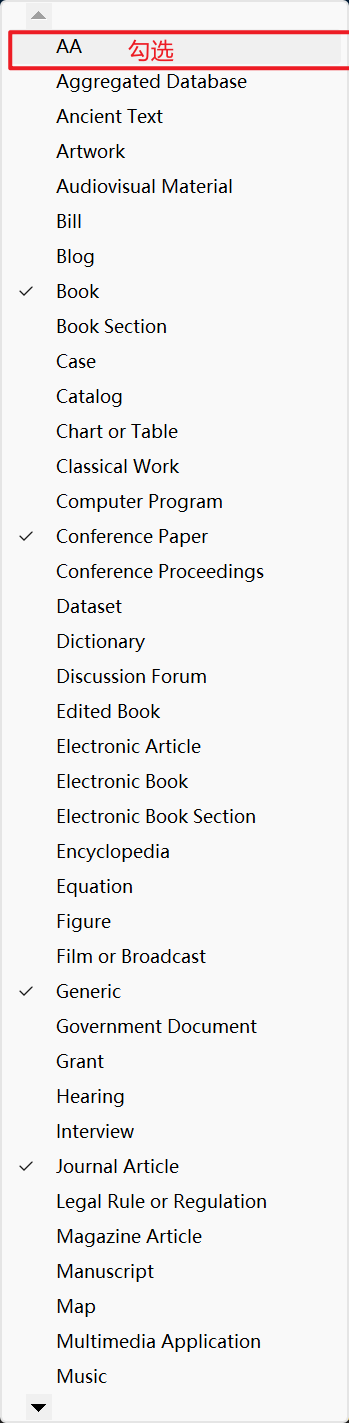 AA 勾选
Aggregated Database
Ancient Text
Artwork
Audiovisual Material
Bill
Blog
Book
Book Section
Case
Catalog
Chart or Table
Classical Work
Computer Program
Conference Paper
Conference Proceedings
Dataset
Dictionary
Discussion Forum
Edited Book
Electronic Article
Electronic Book
Electronic Book Section
Encyclopedia
Equation
Figure
Film or Broadcast
Generic
Government Document
Grant
Hearing
Interview
Journal Article
Legal Rule or Regulation
Magazine Article
Manuscript
Map
Multimedia Application
Music